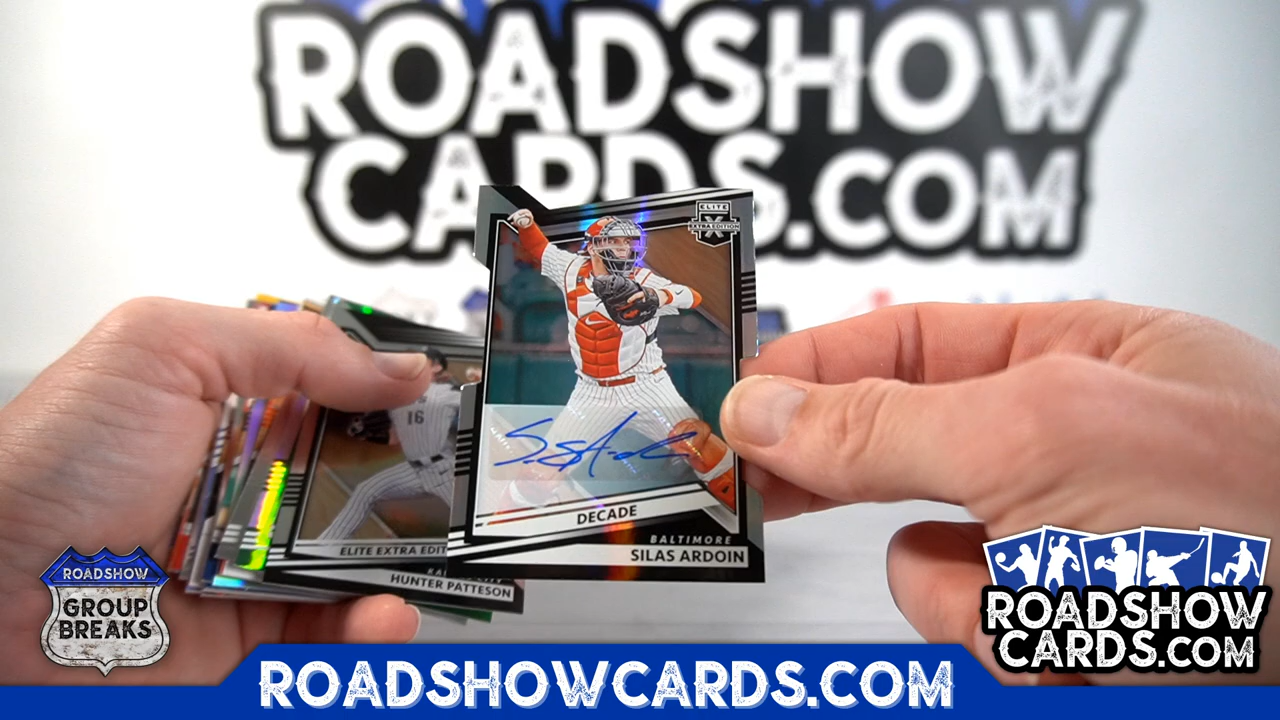 ROADSHOW
CARDS.COM
ELITE
X
EXTRA EDITION
16
DECADE
BALTIMORE
SILAS ARDOIN
ELITE EXTRA EDIT
HUNTER PATTESON
ROADSHOW
GROUP
BREAKS
ROADSHOW
CARDS.COM
ROADSHOWCARDS.COM